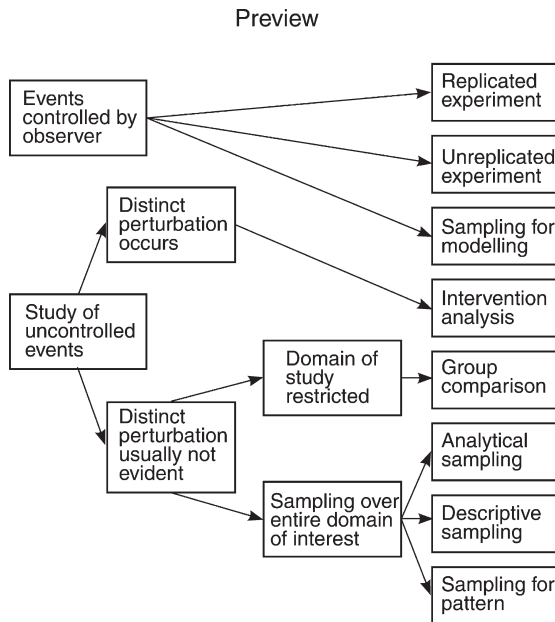 Preview
Events
controlled by
observer
Replicated
experiment
Unreplicated
experiment
Sampling for
modelling
Distinct
perturbation
occurs
Intervention
analysis
Study of
uncontrolled
events
Domain of
study
restricted
Group
comparison
Distinct
perturbation
usually not
evident
Sampling over
entire domain
of interest
Analytical
sampling
Descriptive
sampling
Sampling for
pattern